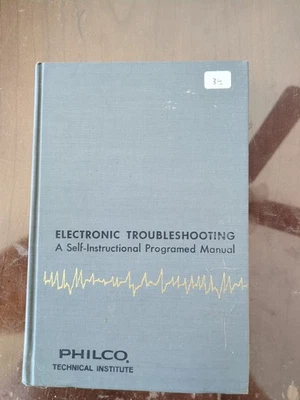 ELECTRONIC TROUBLESHOOTING
A Self-Instructional Programed Manual
PHILCO
TECHNICAL INSTITUTE